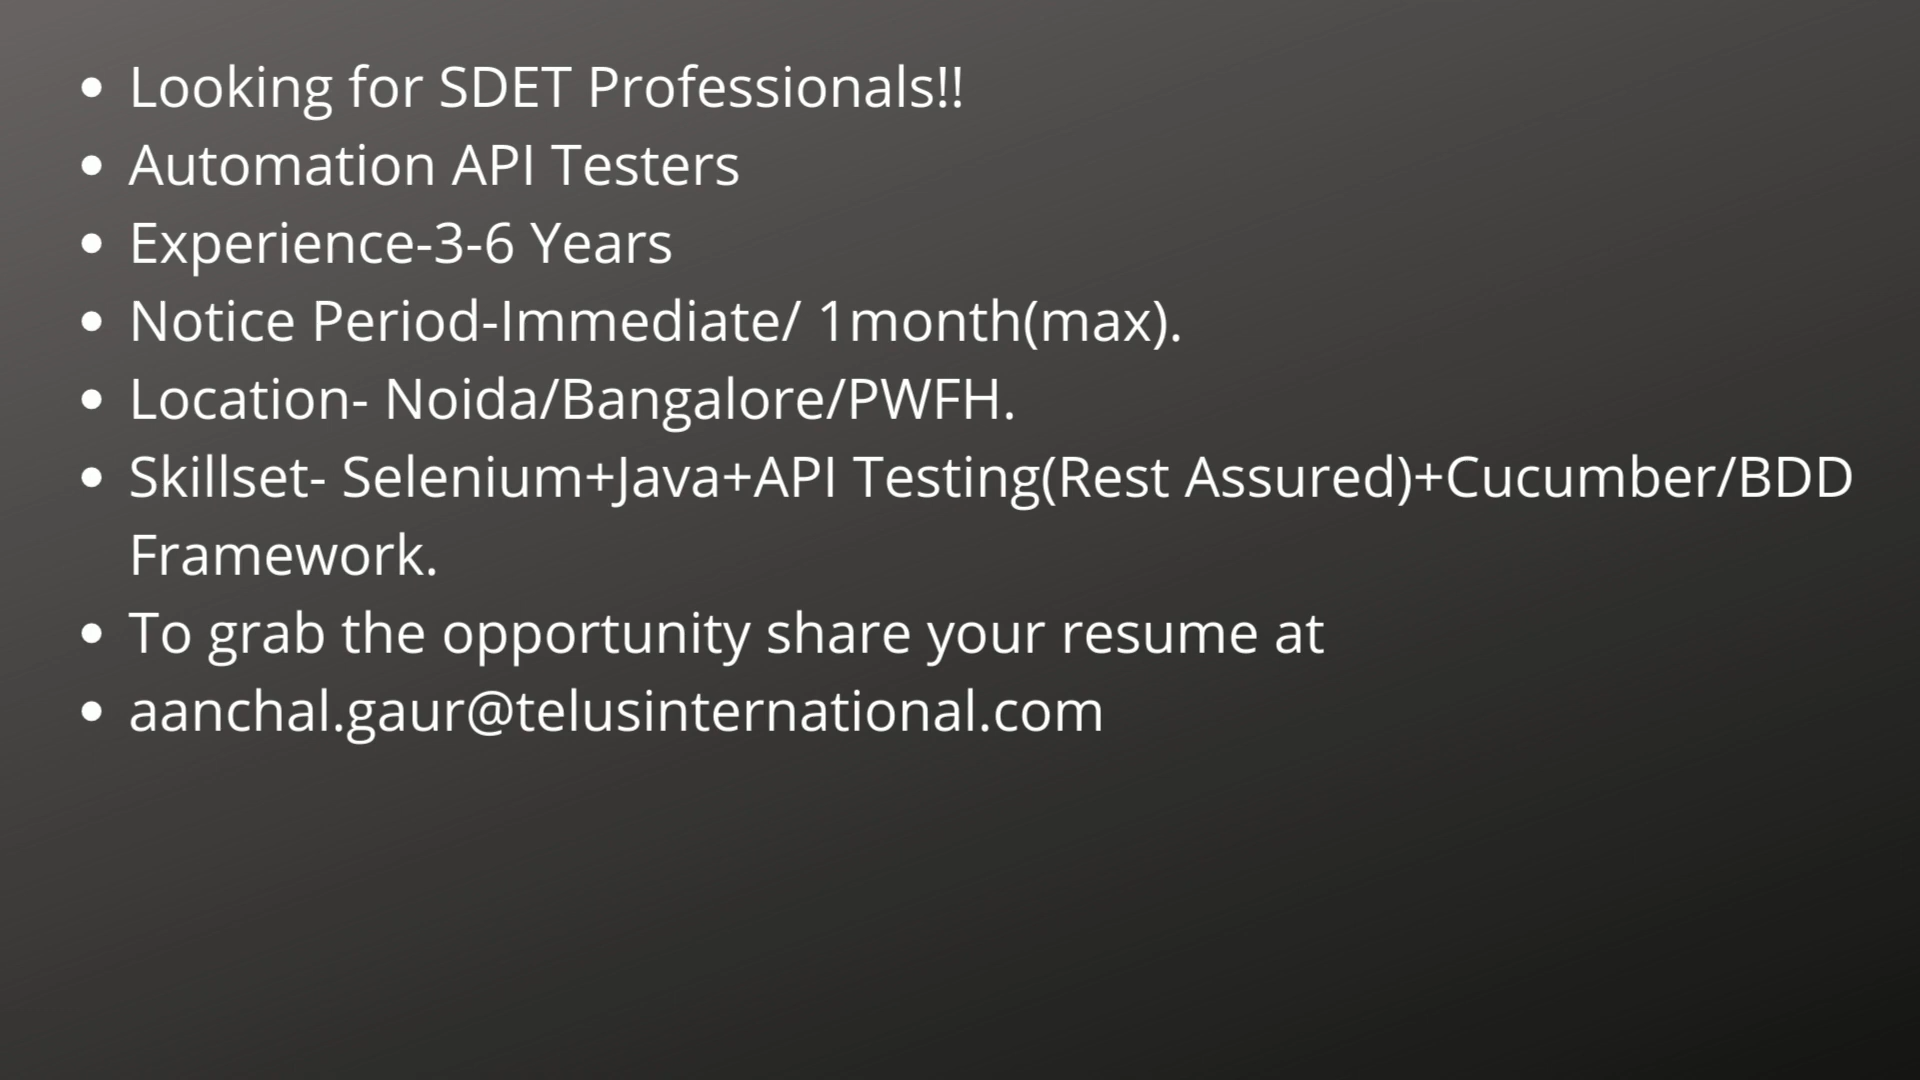 Looking for SDET Professionals!!
Automation API Testers
Experience-3-6 Years
Notice Period-Immediate/ 1month(max).
Location- Noida/Bangalore/PWFH.
Skillset- Selenium+Java+API Testing(Rest Assured)+Cucumber/BDD
Framework.
To grab the opportunity share your resume at
aanchal.gaur@telusinternational.com